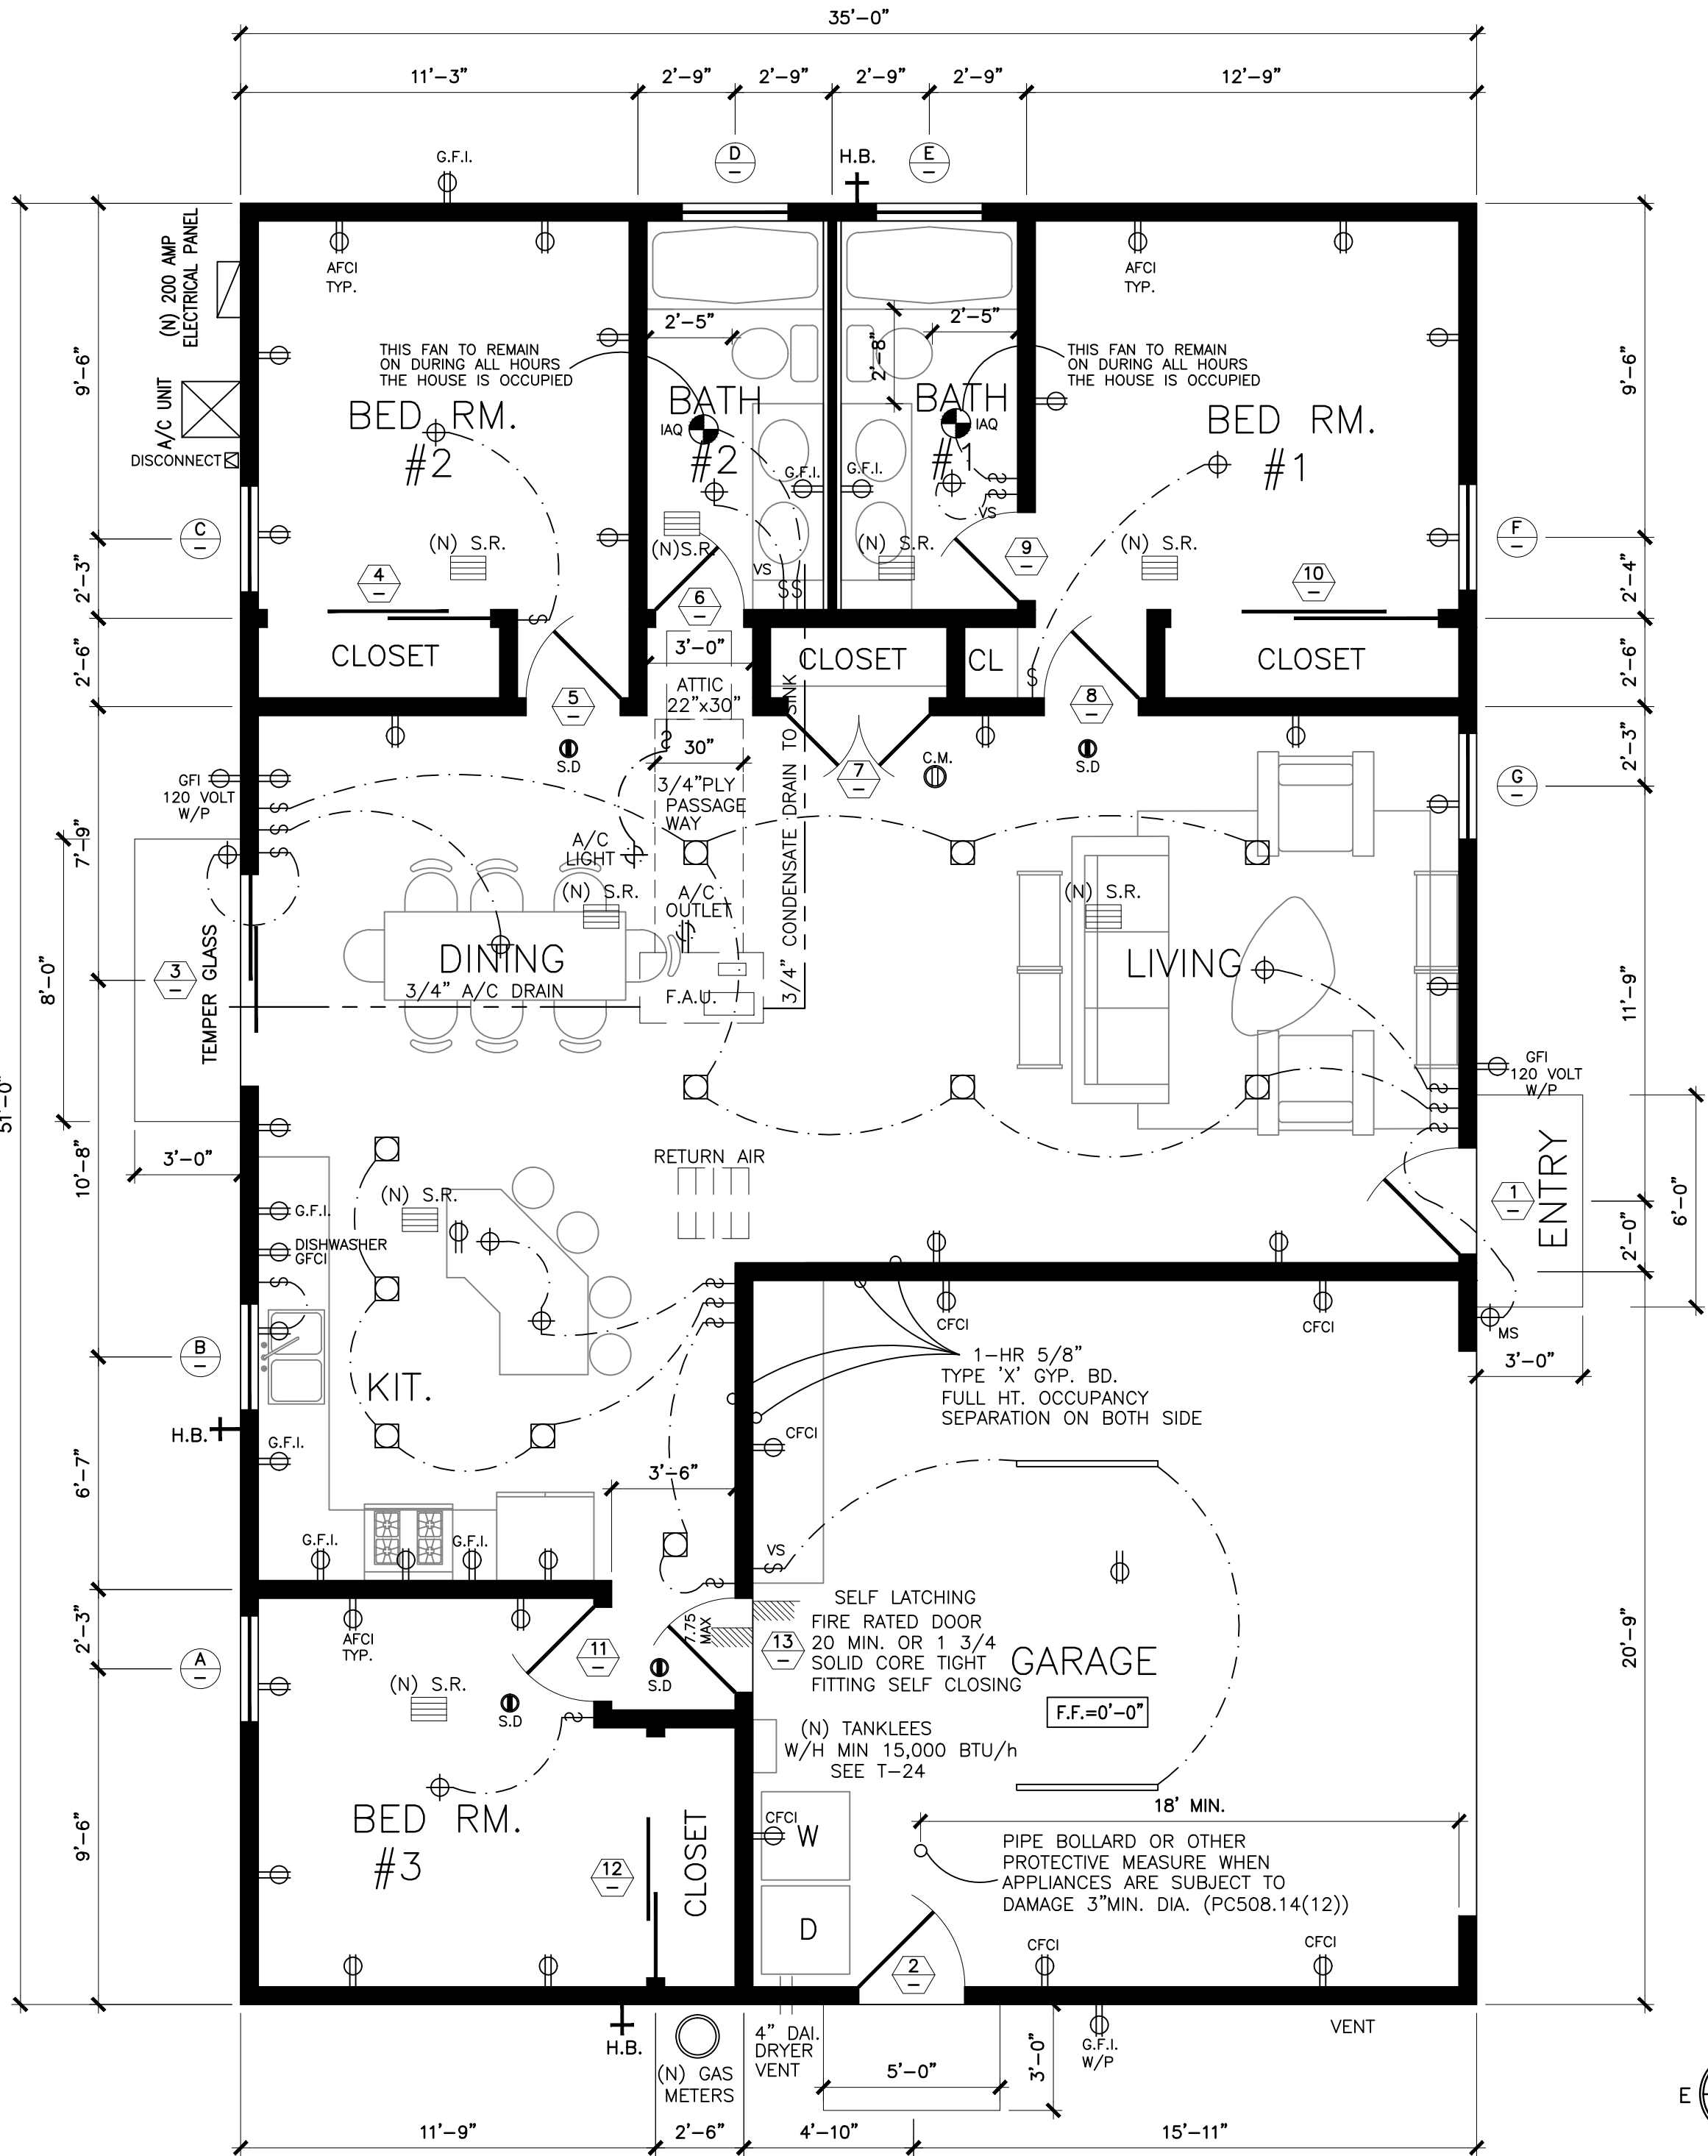 35'-0"
11'-3"
2'-9"
2'-9"
2'-9"
2'-9"
12'-9"
D
E
G.F.I.
H.B.
(N) 200 AMP
ELECTRICAL PANEL
AFCI
TYP.
AFCI
TYP.
9'-6"
9'-6"
2'-5"
2'-8"
2'-5"
THIS FAN TO REMAIN
ON DURING ALL HOURS
THE HOUSE IS OCCUPIED
THIS FAN TO REMAIN
ON DURING ALL HOURS
THE HOUSE IS OCCUPIED
A/C UNIT
DISCONNECT
BED RM.
#2
BATH
#2
IAQ
BATH
#1
IAQ
BED RM.
#1
G.F.I.
G.F.I.
VS
C
F
(N) S.R.
(N)S.R.
(N) S.R.
(N) S.R.
9
4
VS
SS
10
6
2'-3"
2'-4"
S
CLOSET
3'-0"
CLOSET
CL
CLOSET
S
2'-6"
2'-6"
ATTIC
22"x30"
5
8
S
30"
S.D
C.M.
S.D
7
G
2'-3"
GFI
120 VOLT
W/P
3/4"PLY
PASSAGE
WAY
3/4" CONDENSATE DRAIN TO SINK
7'-9"
A/C
LIGHT
(N) S.R.
A/C
OUTLET
(N) S.R.
DINING
LIVING
3/4" A/C DRAIN
F.A.U.
3
TEMPER GLASS
8'-0"
11'-9"
51'-0"
GFI
120 VOLT
W/P
3'-0"
10'-8"
RETURN AIR
ENTRY
1
6'-0"
2'-0"
(N) S.R.
G.F.I.
DISHWASHER
GFCI
CFCI
CFCI
MS
3'-0"
B
1-HR 5/8"
TYPE 'X' GYP. BD.
FULL HT. OCCUPANCY
SEPARATION ON BOTH SIDE
KIT.
H.B.
G.F.I.
CFCI
6'-7"
3'-6"
G.F.I.
G.F.I.
VS
SELF LATCHING
FIRE RATED DOOR
20 MIN. OR 1 3/4
SOLID CORE TIGHT
FITTING SELF CLOSING
13
7.75
MAX
11
GARAGE
F.F.=0'-0"
AFCI
TYP.
A
2'-3"
(N) S.R.
S.D
S.D
20'-9"
(N) TANKLEES
W/H MIN 15,000 BTU/h
SEE T-24
BED RM.
#3
12
CLOSET
9'-6"
CFCI
W
D
18' MIN.
PIPE BOLLARD OR OTHER
PROTECTIVE MEASURE WHEN
APPLIANCES ARE SUBJECT TO
DAMAGE 3"MIN. DIA. (PC508.14(12))
CFCI
CFCI
2
H.B.
(N) GAS
METERS
4" DAI.
DRYER
VENT
5'-0"
3'-0"
G.F.I.
W/P
VENT
E
11'-9"
2'-6"
4'-10"
15'-11"